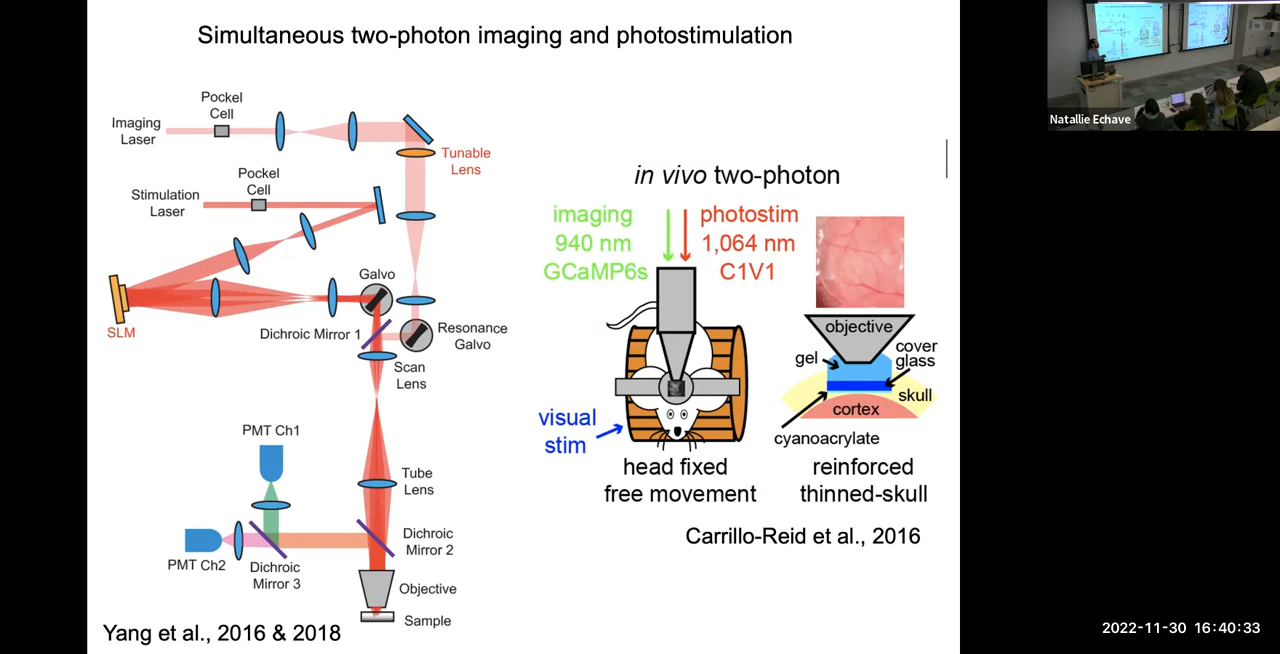 Simultaneous two-photon imaging and photostimulation
Pockel
Cell
Imaging
Laser
Tunable
Lens
Pockel
Cell
Stimulation
Laser
SLM
Galvo
Dichroic Mirror 1
Resonance
Galvo
Scan
Lens
PMT Ch1
Tube
Lens
PMT Ch2
Dichroic
Mirror 3
Dichroic
Mirror 2
Objective
Sample
Yang et al., 2016 & 2018
in vivo two-photon
imaging
940 nm
GCaMP6s
photostim
1,064 nm
C1V1
visual
stim
head fixed
free movement
objective
gel
cover
glass
skull
cortex
cyanoacrylate
reinforced
thinned-skull
Carrillo-Reid et al., 2016
Natallie Echave
2022-11-30 16:40:33